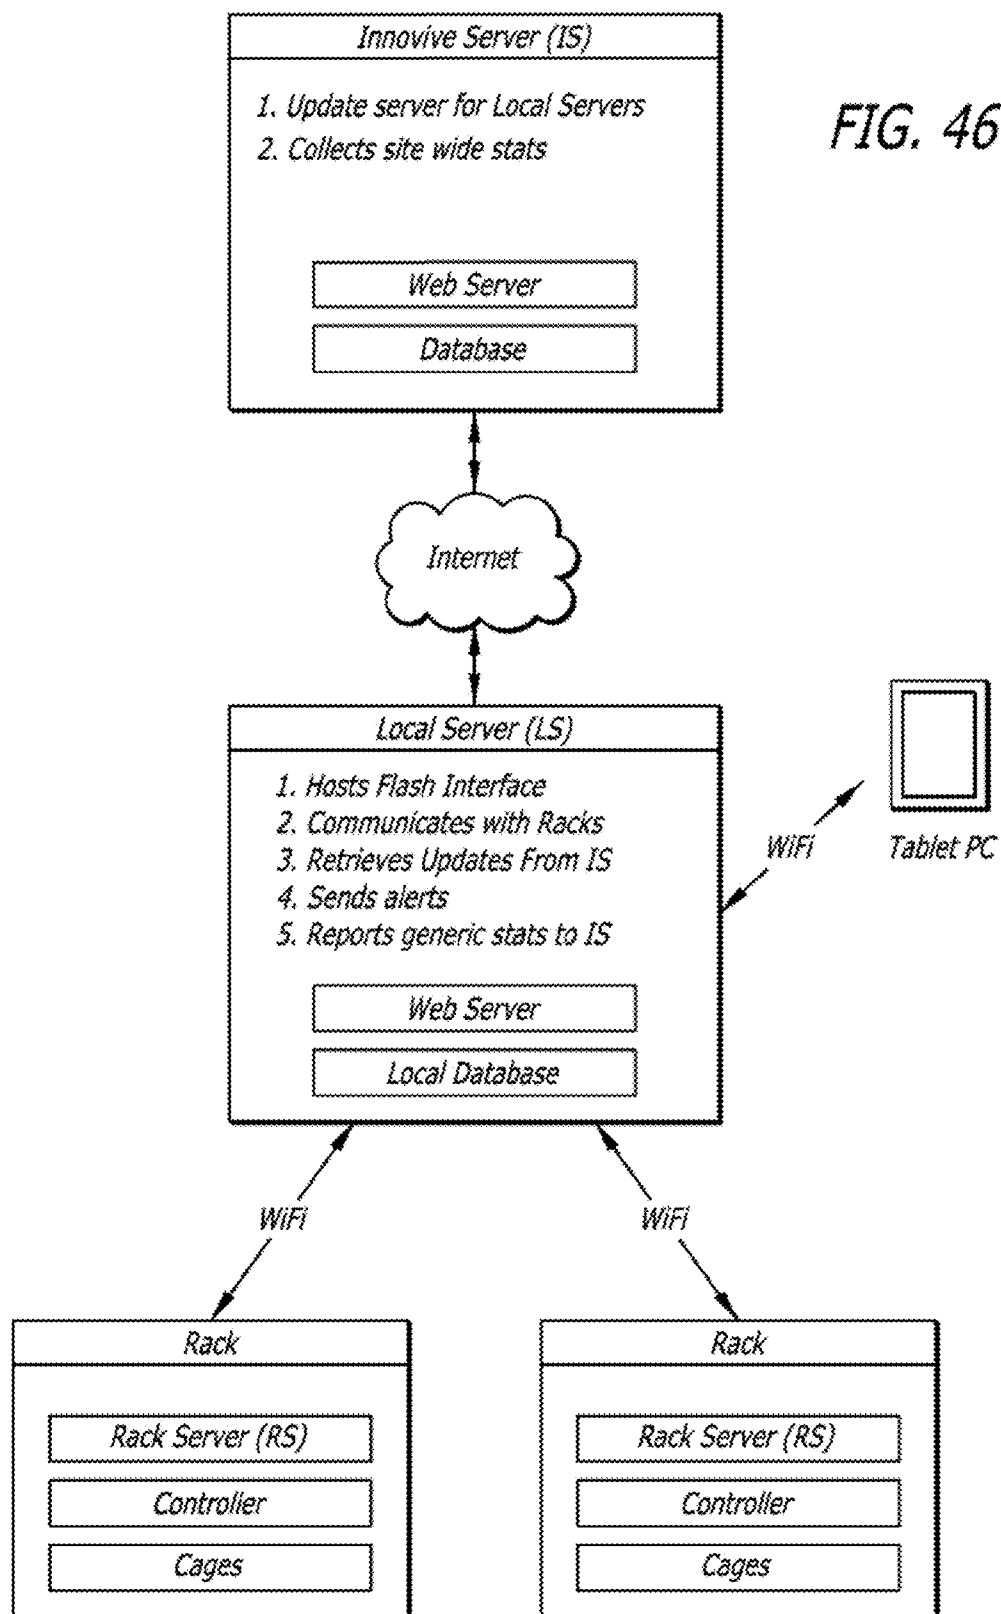 Innovive Server (IS)
FIG. 46
1. Update server for Local Servers
2. Collects site wide stats
Web Server
Database
Internet
Local Server (LS)
1. Hosts Flash Interface
2. Communicates with Racks
3. Retrieves Updates From IS
4. Sends alerts
5. Reports generic stats to IS
WiFi
Tablet PC
Web Server
Local Database
WiFi
WiFi
Rack
Rack Server (RS)
Controller
Cages
Rack
Rack Server (RS)
Controller
Cages